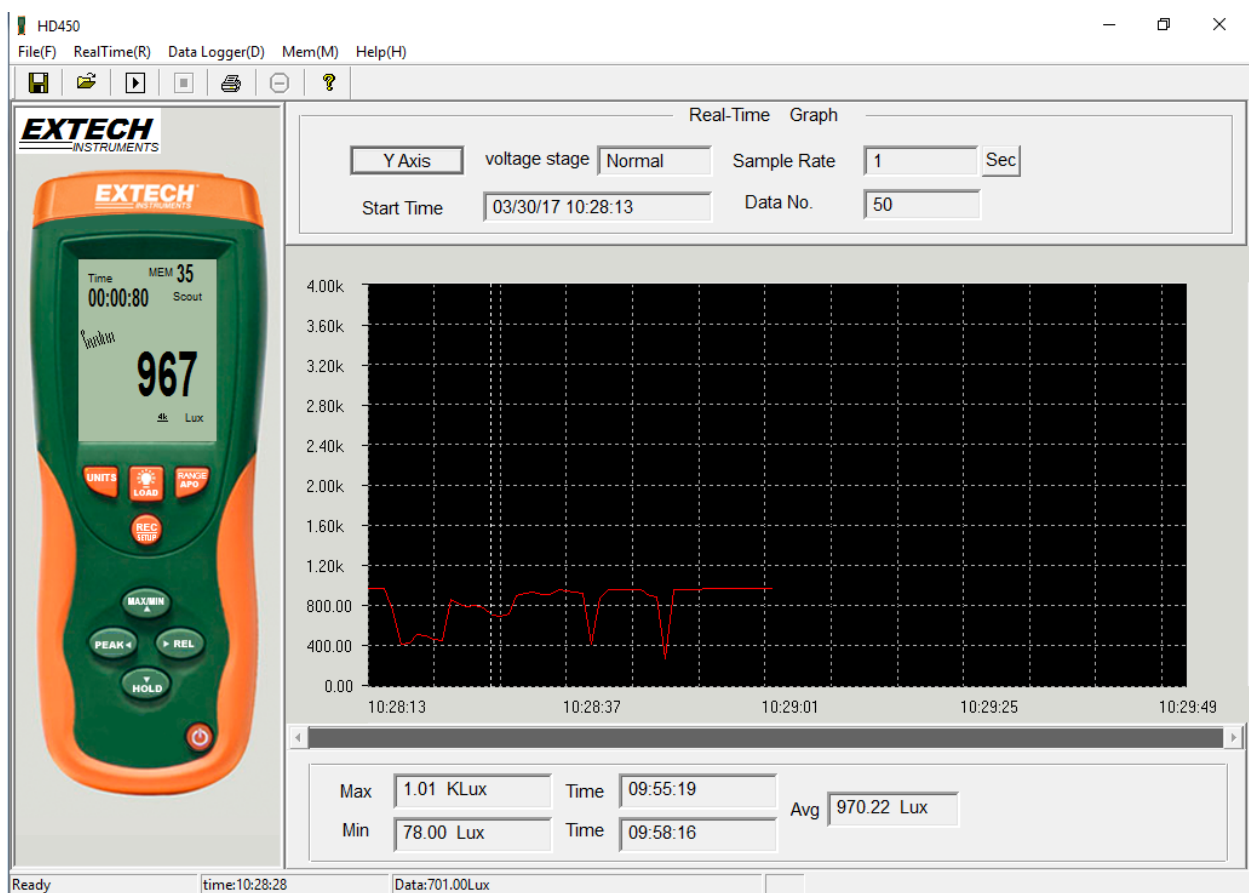 HD450
File(F) RealTime(R) Data Logger(D) Mem(M) Help(H)
EXTECH
INSTRUMENTS
EXTECH
INSTRUMENTS
Time MEM 35
00:00:80 Scout
967
4k Lux
UNITS
LOAD
RANGE
APO
REC
SETUP
MAX/MIN
PEAK
REL
HOLD
Real-Time Graph
Y Axis voltage stage Normal Sample Rate 1 Sec
Start Time 03/30/17 10:28:13 Data No. 50
4.00k
3.60k
3.20k
2.80k
2.40k
2.00k
1.60k
1.20k
800.00
400.00
0.00
10:28:13 10:28:37 10:29:01 10:29:25 10:29:49
Max 1.01 KLux Time 09:55:19
Avg 970.22 Lux
Min 78.00 Lux Time 09:58:16
Ready time:10:28:28 Data:701.00Lux